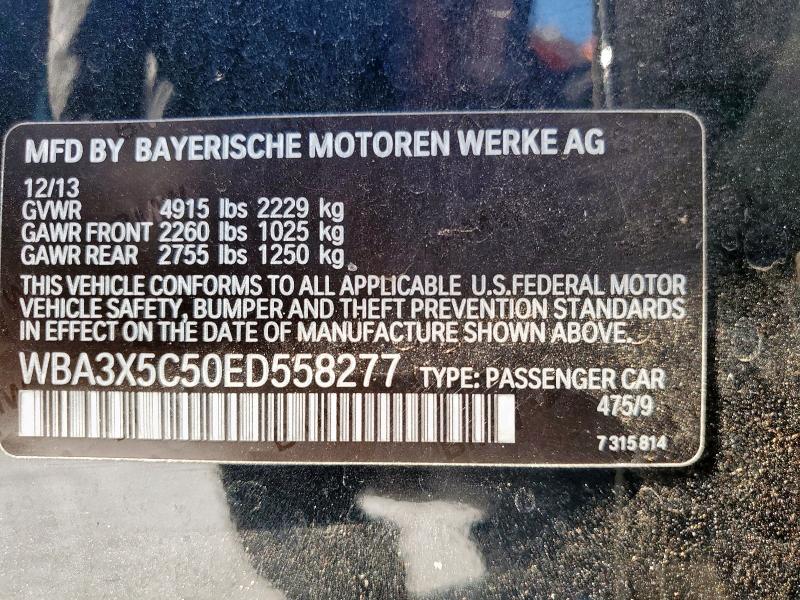 MFD BY BAYERISCHE MOTOREN WERKE AG
12/13
GVWR 4915 lbs 2229 kg
GAWR FRONT 2260 lbs 1025 kg
GAWR REAR 2755 lbs 1250 kg
THIS VEHICLE CONFORMS TO ALL APPLICABLE U.S.FEDERAL MOTOR
VEHICLE SAFETY, BUMPER AND THEFT PREVENTION STANDARDS
IN EFFECT ON THE DATE OF MANUFACTURE SHOWN ABOVE.
WBA3X5C50ED558277 TYPE: PASSENGER CAR
475/9
7 315 814